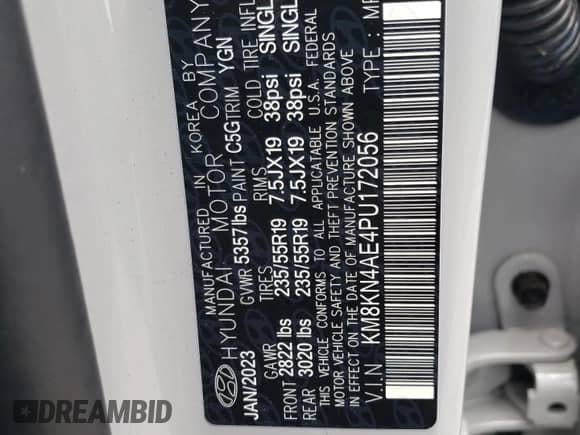 MANUFACTURED IN KOREA BY
HYUNDAI MOTOR COMPANY
JAN/2023 GVWR 5357lbs PAINT C5G TRIM YGN
GAWR TIRES RIMS COLD TIRE INFL
FRONT 2822 lbs 235/55R19 7.5JX19 38psi SINGL
REAR 3020 lbs 235/55R19 7.5JX19 38psi SINGL
THIS VEHICLE CONFORMS TO ALL APPLICABLE U.S.A. FEDERAL
MOTOR VEHICLE SAFETY AND THEFT PREVENTION STANDARDS
IN EFFECT ON THE DATE OF MANUFACTURE SHOWN ABOVE
V.I.N KM8KN4AE4PU172056 TYPE : MP
DREAMBID